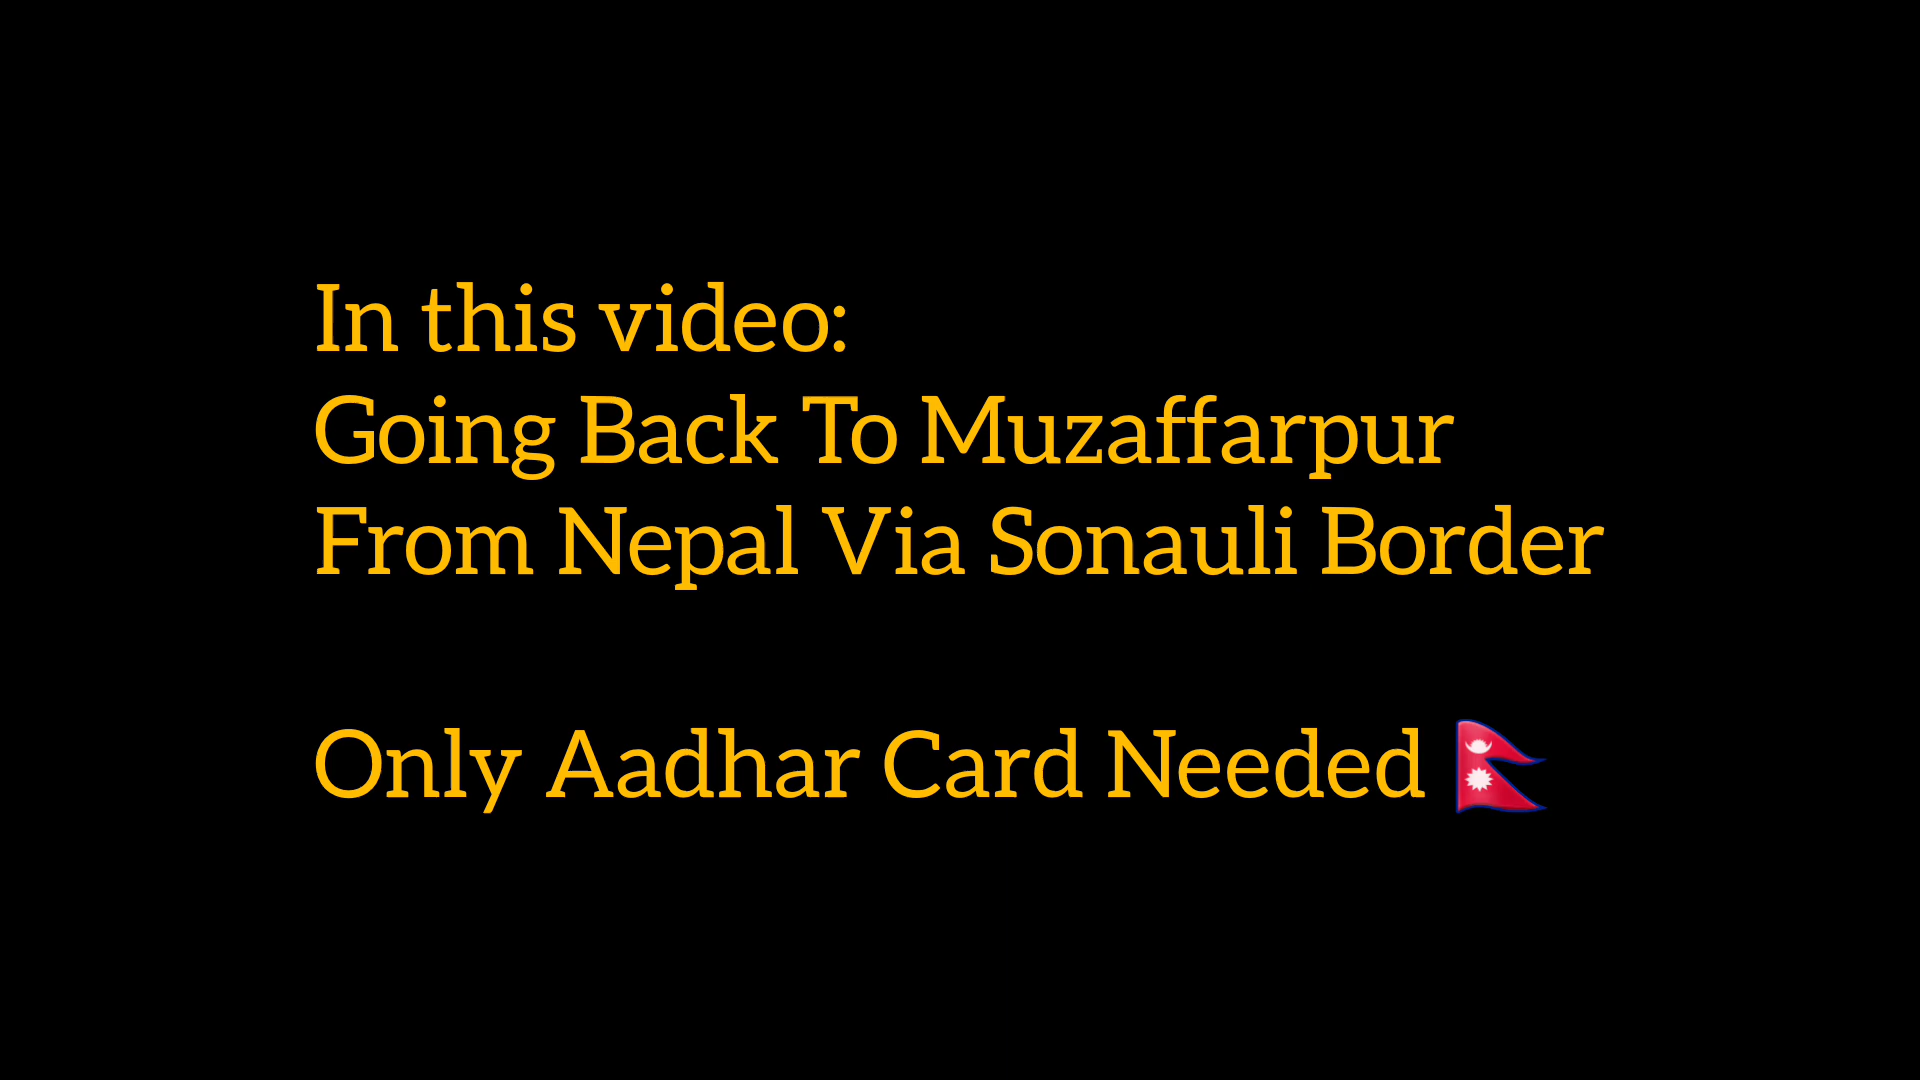 In this video:
Going Back To Muzaffarpur
From Nepal Via Sonauli Border
Only Aadhar Card Needed 🇳🇵